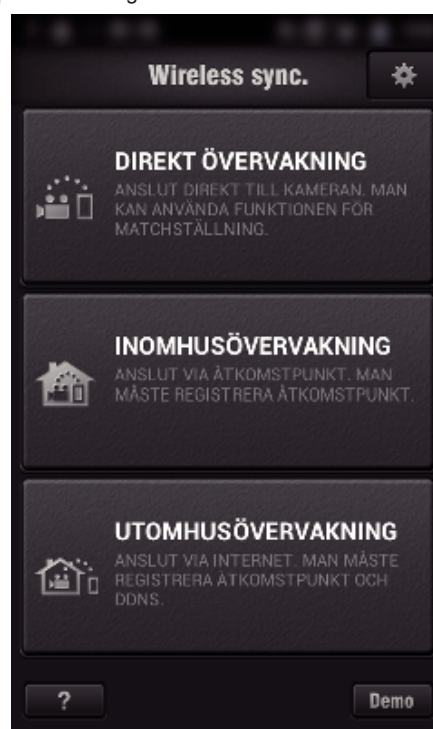 Wireless sync.
DIREKT ÖVERVAKNING
ANSLUT DIREKT TILL KAMERAN. MAN
KAN ANVÄNDA FUNKTIONEN FÖR
MATCHSTÄLLNING.
INOMHUSÖVERVAKNING
ANSLUT VIA ÅTKOMSTPUNKT. MAN
MÅSTE REGISTRERA ÅTKOMSTPUNKT.
UTOMHUSÖVERVAKNING
ANSLUT VIA INTERNET. MAN MÅSTE
REGISTRERA ÅTKOMSTPUNKT OCH
DDNS.
? Demo